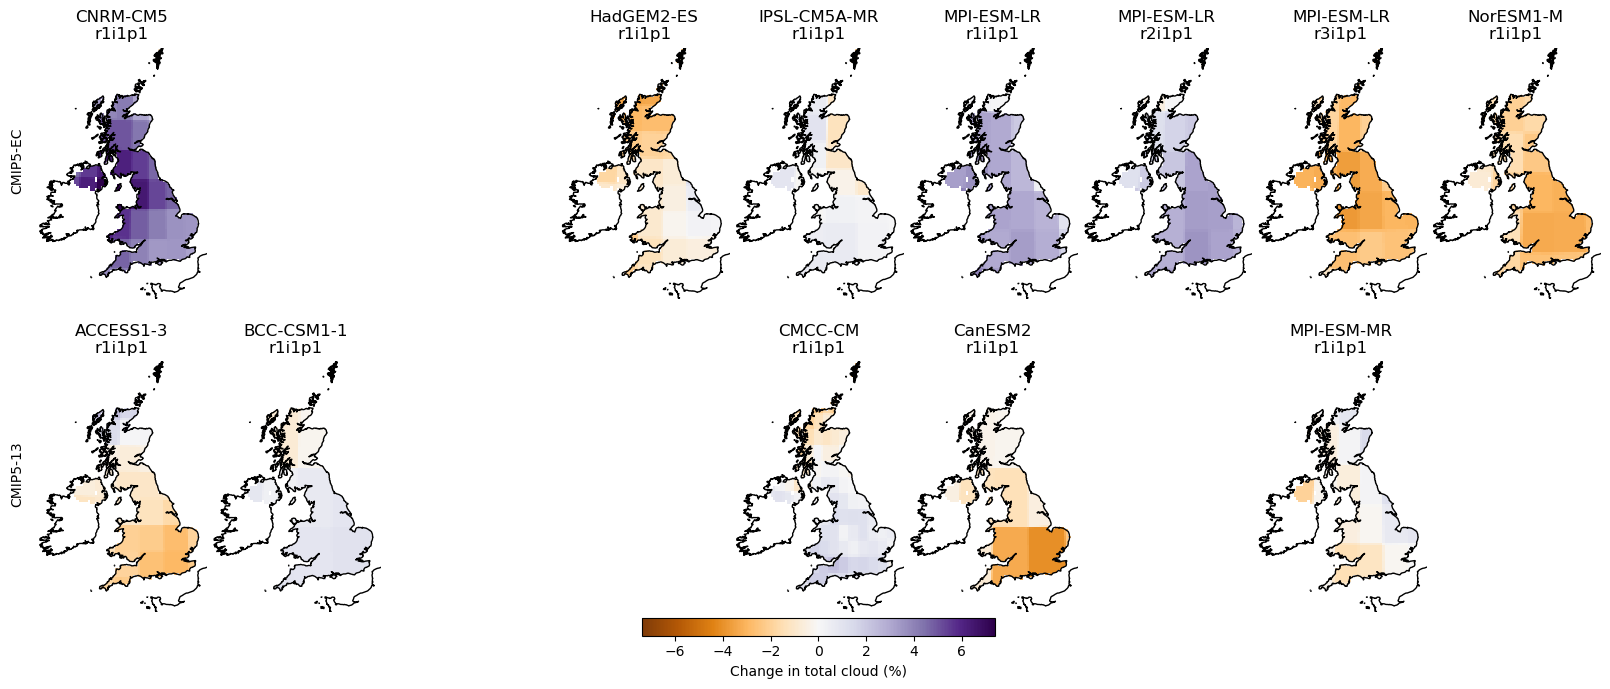 CNRM-CM5
r1i1p1
HadGEM2-ES
r1i1p1
IPSL-CM5A-MR
r1i1p1
MPI-ESM-LR
r1i1p1
MPI-ESM-LR
r2i1p1
MPI-ESM-LR
r3i1p1
NorESM1-M
r1i1p1
CMIP5-EC
ACCESS1-3
r1i1p1
BCC-CSM1-1
r1i1p1
CMCC-CM
r1i1p1
CanESM2
r1i1p1
MPI-ESM-MR
r1i1p1
CMIP5-13
−6 −4 −2 0 2 4 6
Change in total cloud (%)